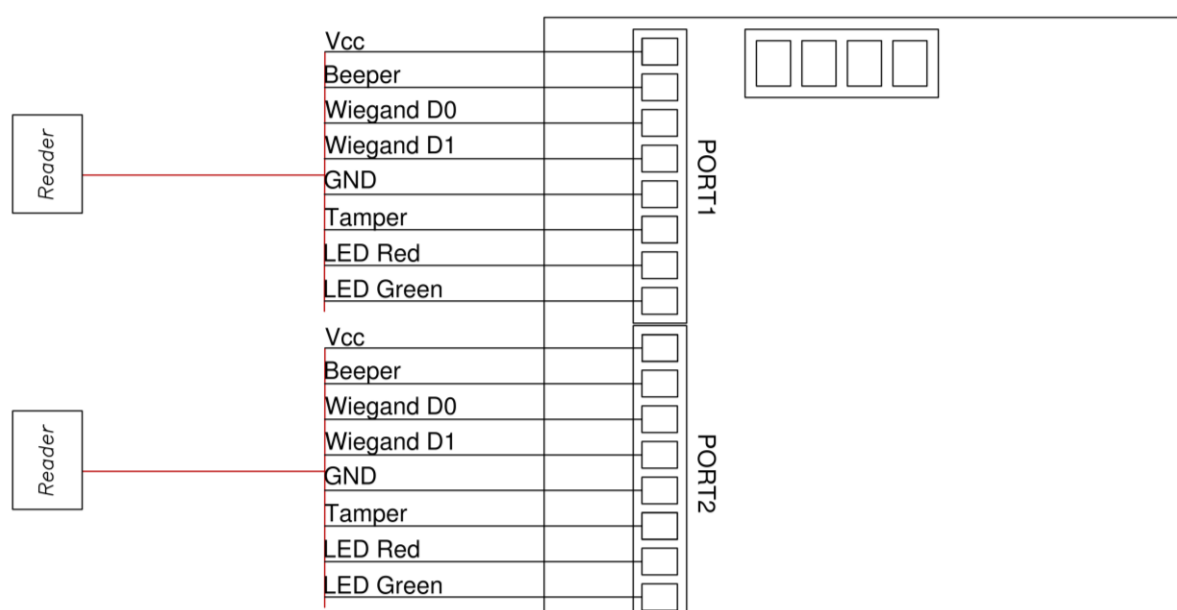 Vcc
Beeper
Wiegand D0
Wiegand D1
GND
Tamper
LED Red
LED Green
Reader
PORT1
Vcc
Beeper
Wiegand D0
Wiegand D1
GND
Tamper
LED Red
LED Green
Reader
PORT2